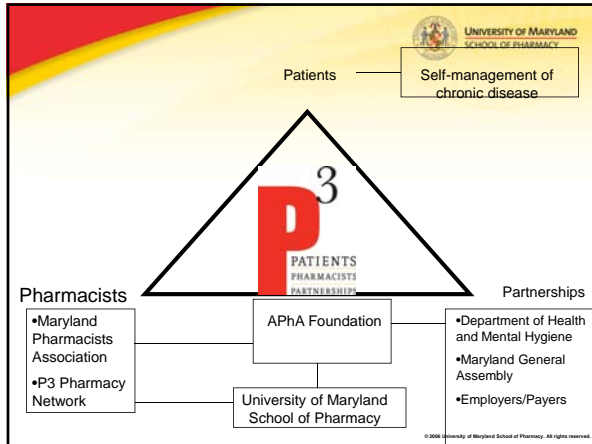 UNIVERSITY OF MARYLAND
SCHOOL OF PHARMACY
Patients
Self-management of
chronic disease
P3
PATIENTS
PHARMACISTS
PARTNERSHIPS
Pharmacists
•Maryland
Pharmacists
Association
•P3 Pharmacy
Network
APhA Foundation
University of Maryland
School of Pharmacy
Partnerships
•Department of Health
and Mental Hygiene
•Maryland General
Assembly
•Employers/Payers
©2006 University of Maryland School of Pharmacy. All rights reserved.